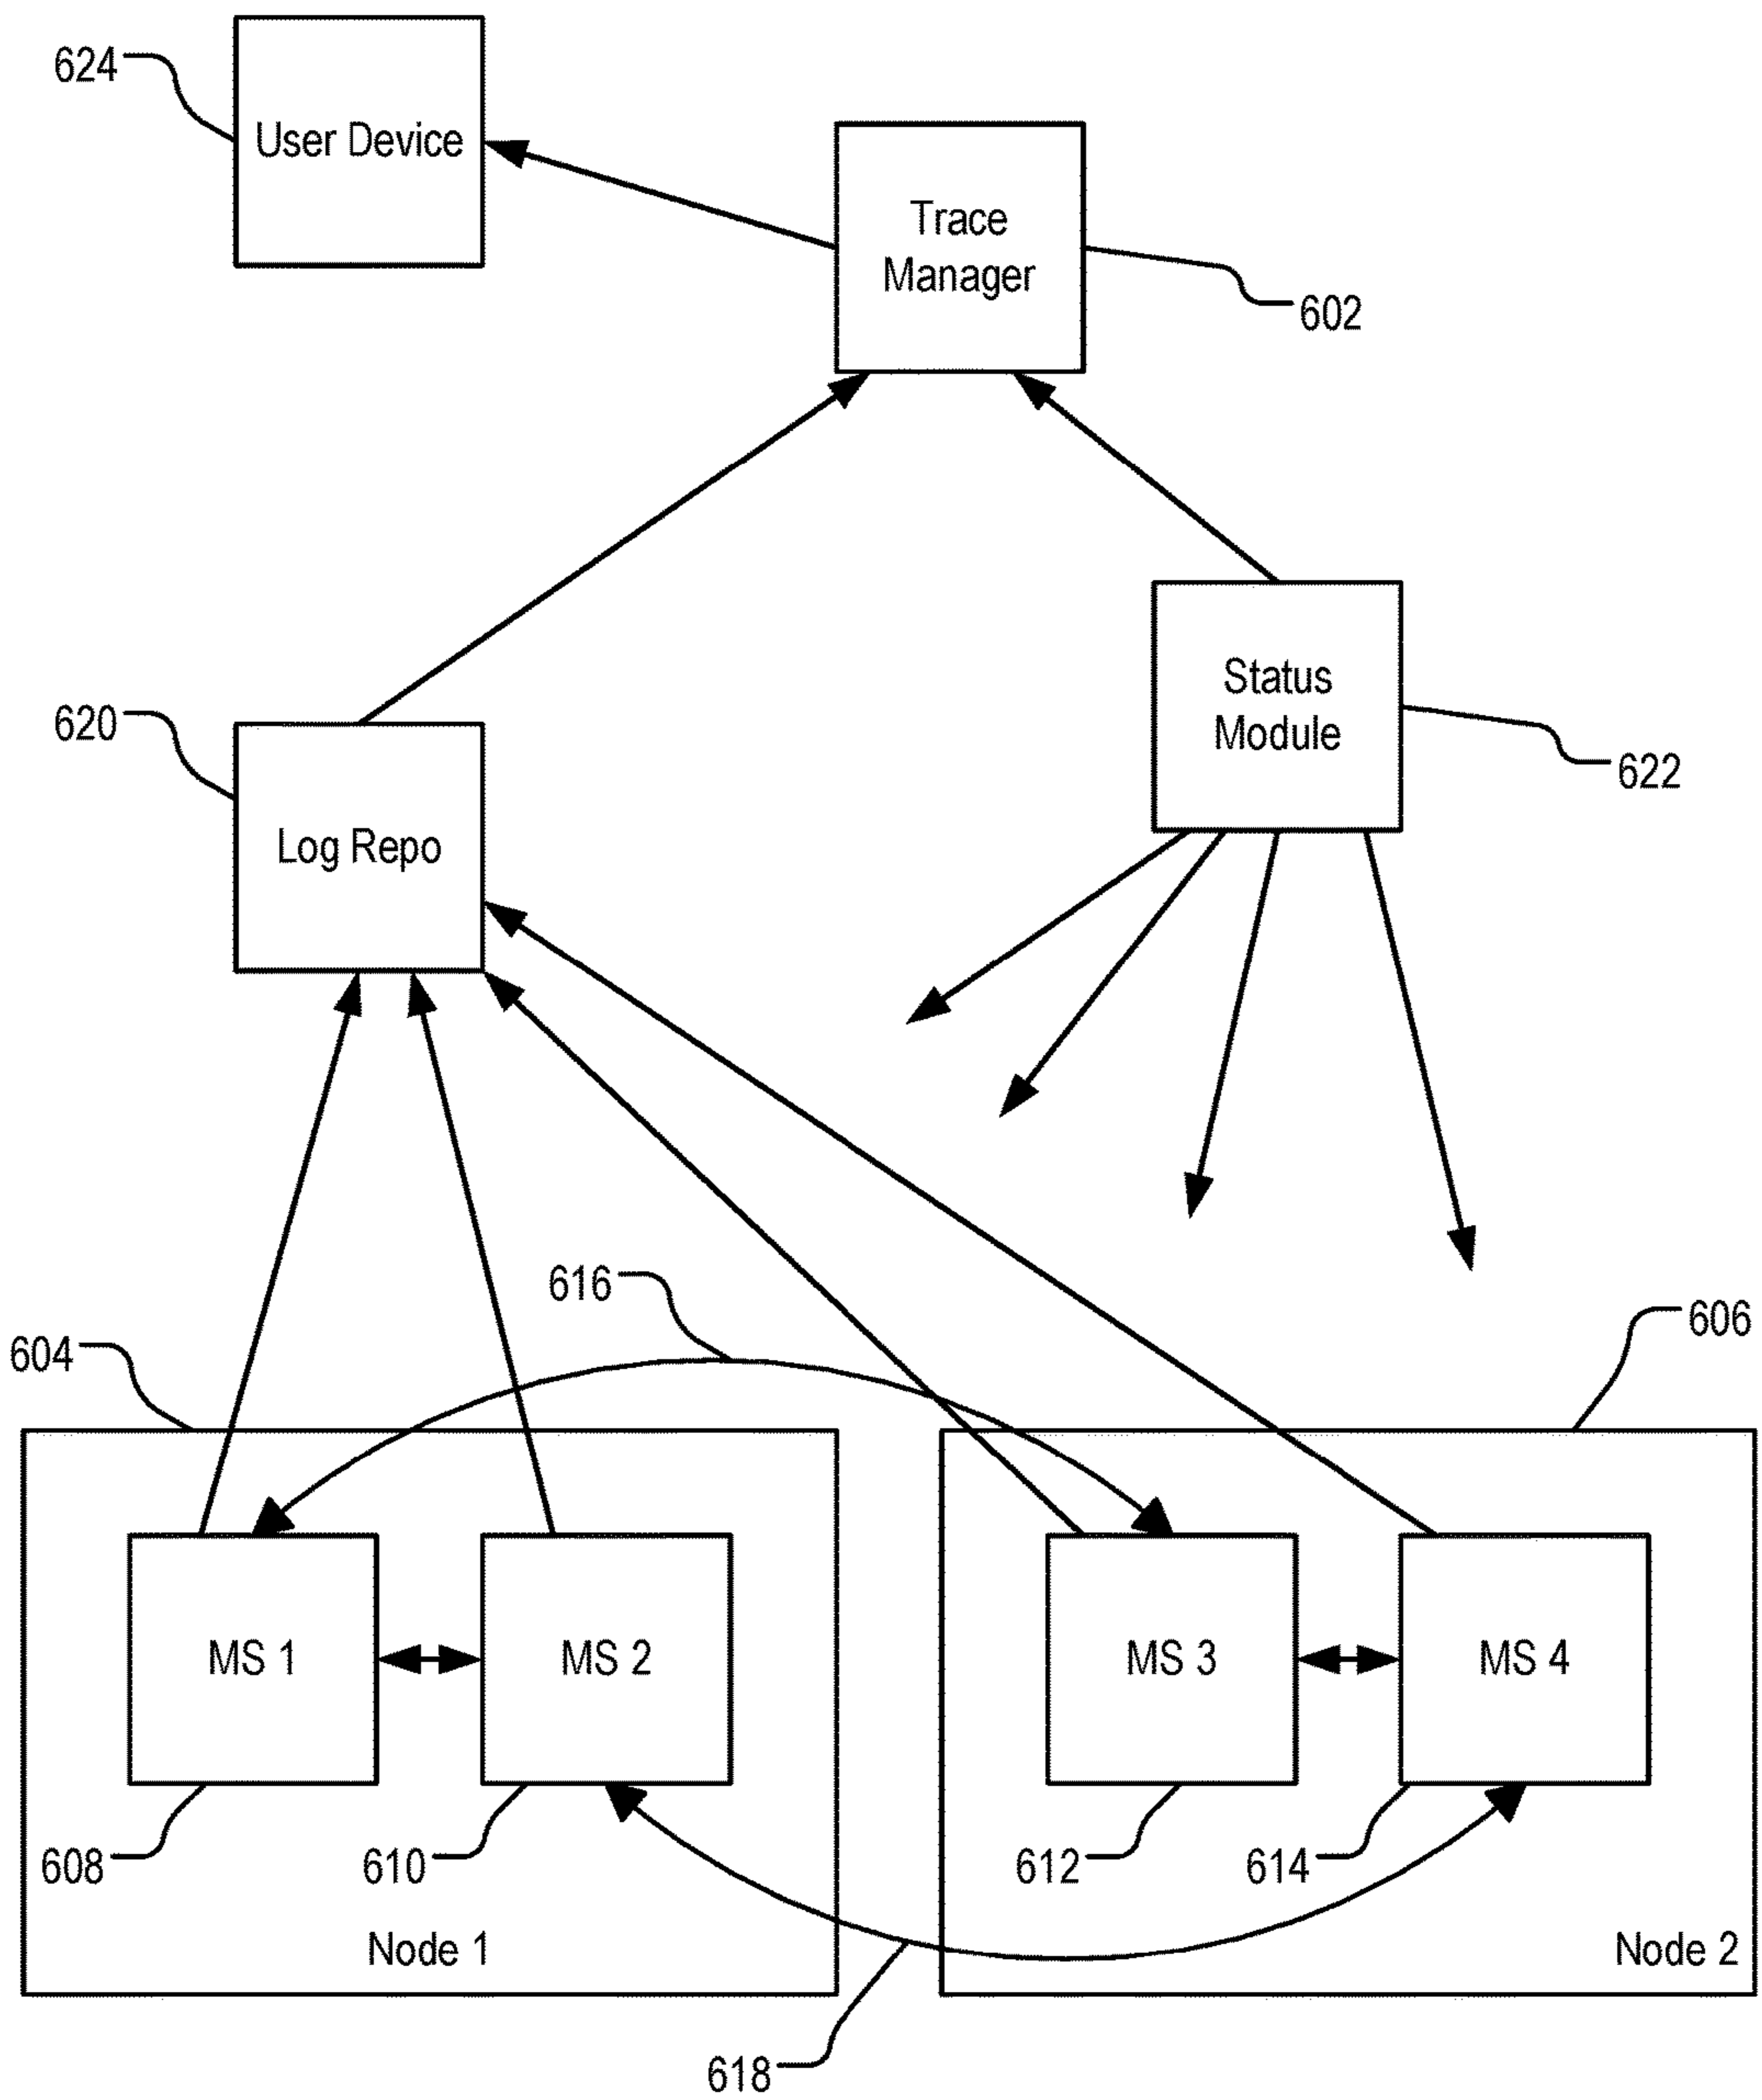 624
User Device
Trace
Manager
602
620
Log Repo
Status
Module
622
616
604
606
MS 1
MS 2
MS 3
MS 4
608
610
612
614
Node 1
Node 2
618